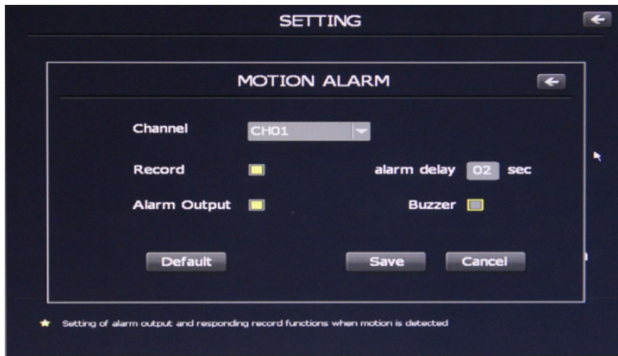 SETTING
MOTION ALARM
Channel CH01
Record alarm delay 02 sec
Alarm Output Buzzer
Default Save Cancel
Setting of alarm output and responding record functions when motion is detected